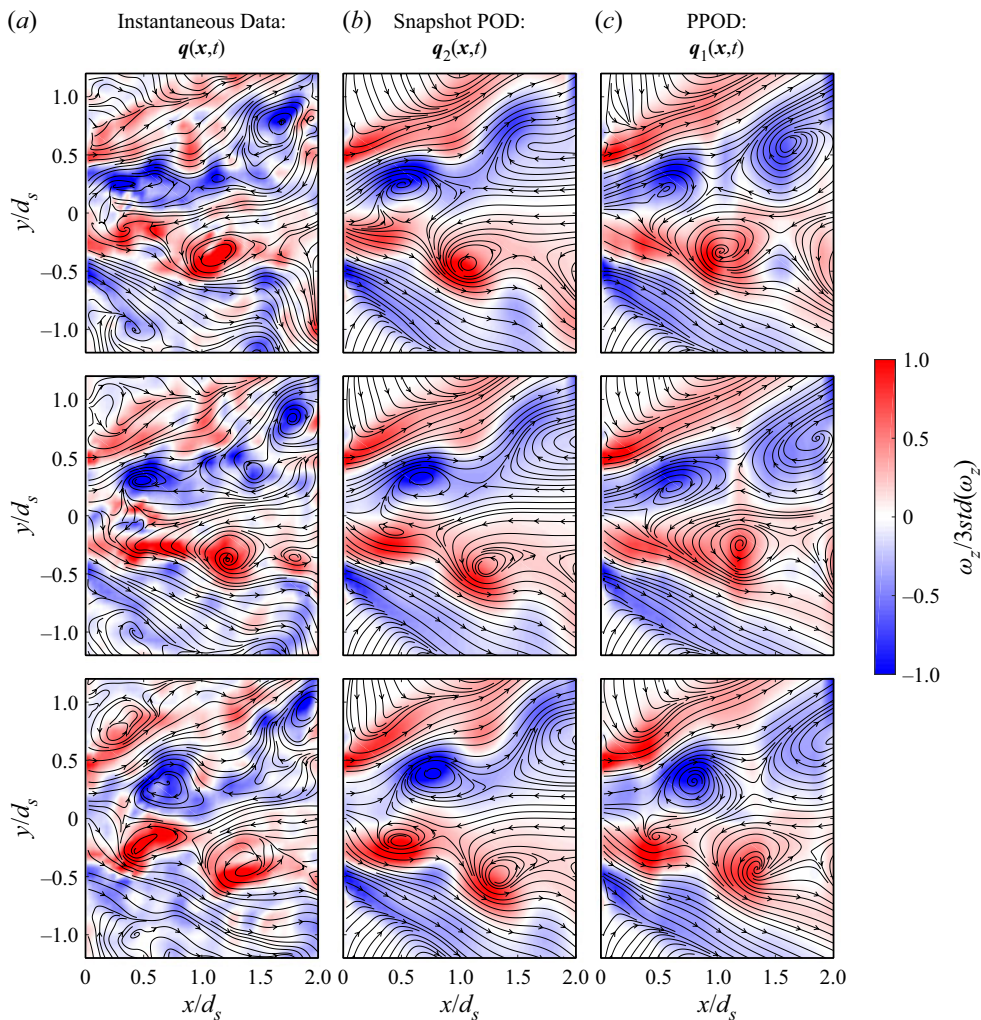 (a) Instantaneous Data: (b) Snapshot POD: (c) PPOD:
q(x,t) q2(x,t) q1(x,t)
1.0
0.5
0
–0.5
–1.0
y/ds
1.0
0.5
0
–0.5
–1.0
y/ds
1.0
0.5
0
–0.5
–1.0
y/ds
0 0.5 1.0 1.5 2.0 0 0.5 1.0 1.5 2.0 0 0.5 1.0 1.5 2.0
x/ds x/ds x/ds
1.0
0.5
0
–0.5
–1.0
ωz/3std(ωz)